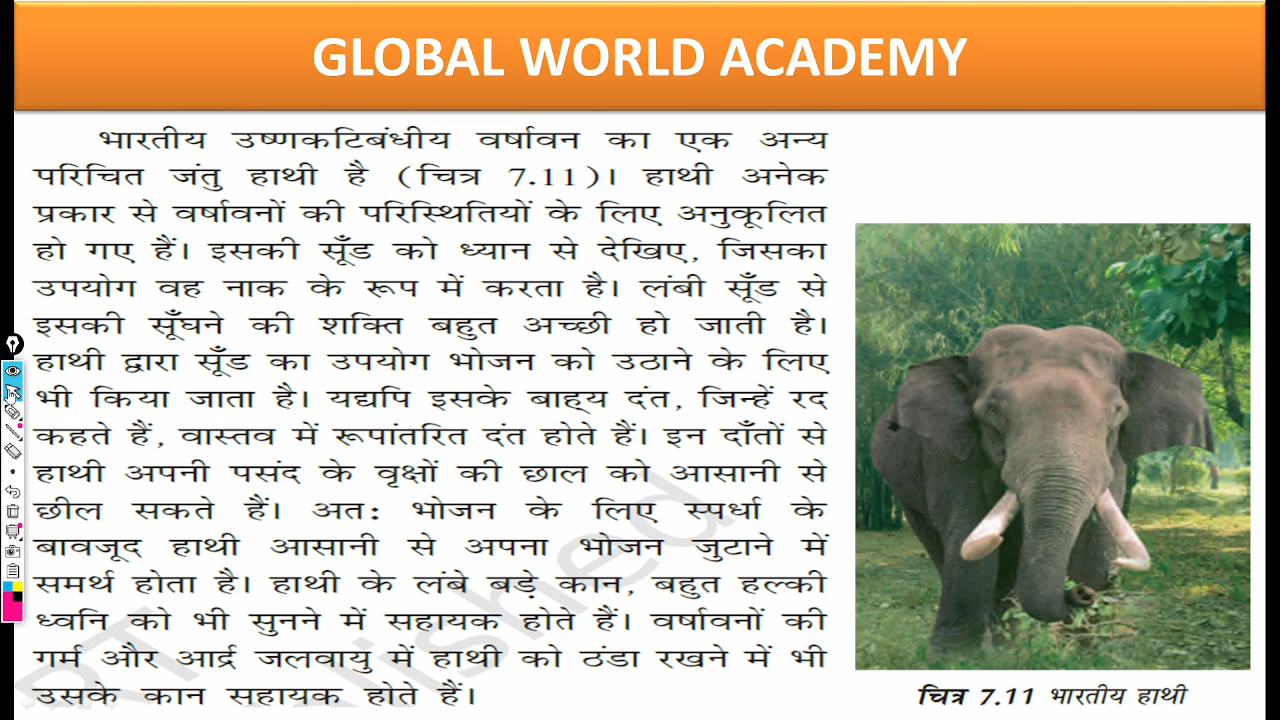 GLOBAL WORLD ACADEMY
भारतीय उष्णकटिबंधीय वर्षावन का एक अन्य
परिचित जंतु हाथी है (चित्र 7.11)। हाथी अनेक
प्रकार से वर्षावनों की परिस्थितियों के लिए अनुकूलित
हो गए हैं। इसकी सूँड को ध्यान से देखिए, जिसका
उपयोग वह नाक के रूप में करता है। लंबी सूँड से
इसकी सूँघने की शक्ति बहुत अच्छी हो जाती है।
हाथी द्वारा सूँड का उपयोग भोजन को उठाने के लिए
भी किया जाता है। यद्यपि इसके बाह्य दंत, जिन्हें रद
कहते हैं, वास्तव में रूपांतरित दंत होते हैं। इन दाँतों से
हाथी अपनी पसंद के वृक्षों की छाल को आसानी से
छील सकते हैं। अतः भोजन के लिए स्पर्धा के
बावजूद हाथी आसानी से अपना भोजन जुटाने में
समर्थ होता है। हाथी के लंबे बड़े कान, बहुत हल्की
ध्वनि को भी सुनने में सहायक होते हैं। वर्षावनों की
गर्म और आर्द्र जलवायु में हाथी को ठंडा रखने में भी
उसके कान सहायक होते हैं।
चित्र 7.11 भारतीय हाथी